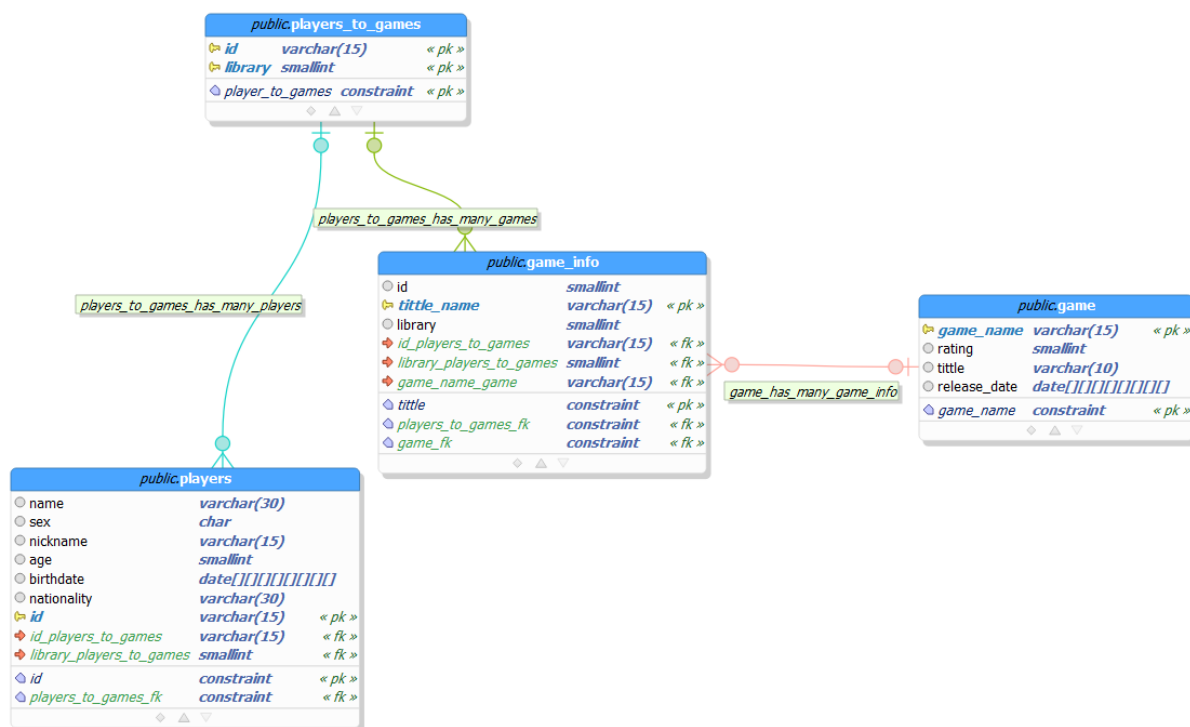 public.players_to_games
id varchar(15) « pk »
library smallint « pk »
player_to_games constraint « pk »
players_to_games_has_many_games
public.game_info
id smallint
tittle_name varchar(15) « pk »
library smallint
id_players_to_games varchar(15) « fk »
library_players_to_games smallint « fk »
game_name_game varchar(15) « fk »
tittle constraint « pk »
players_to_games_fk constraint « fk »
game_fk constraint « fk »
players_to_games_has_many_players
public.game
game_name varchar(15) « pk »
rating smallint
tittle varchar(10)
release_date date[][][][][][][][]
game_name constraint « pk »
game_has_many_game_info
public.players
name varchar(30)
sex char
nickname varchar(15)
age smallint
birthdate date[][][][][][][][]
nationality varchar(30)
id varchar(15) « pk »
id_players_to_games varchar(15) « fk »
library_players_to_games smallint « fk »
id constraint « pk »
players_to_games_fk constraint « fk »